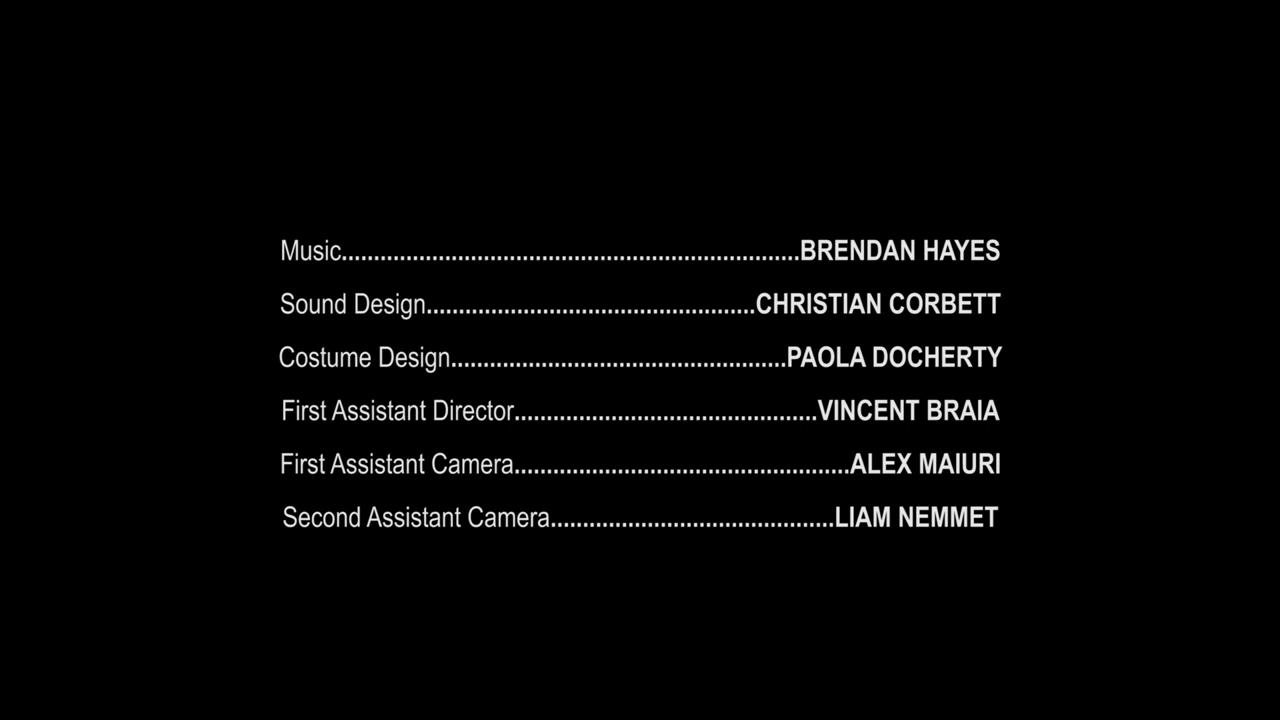 Music.........................................................BRENDAN HAYES
Sound Design.........................................CHRISTIAN CORBETT
Costume Design..........................................PAOLA DOCHERTY
First Assistant Director......................................VINCENT BRAIA
First Assistant Camera..........................................ALEX MAIURI
Second Assistant Camera...................................LIAM NEMMET